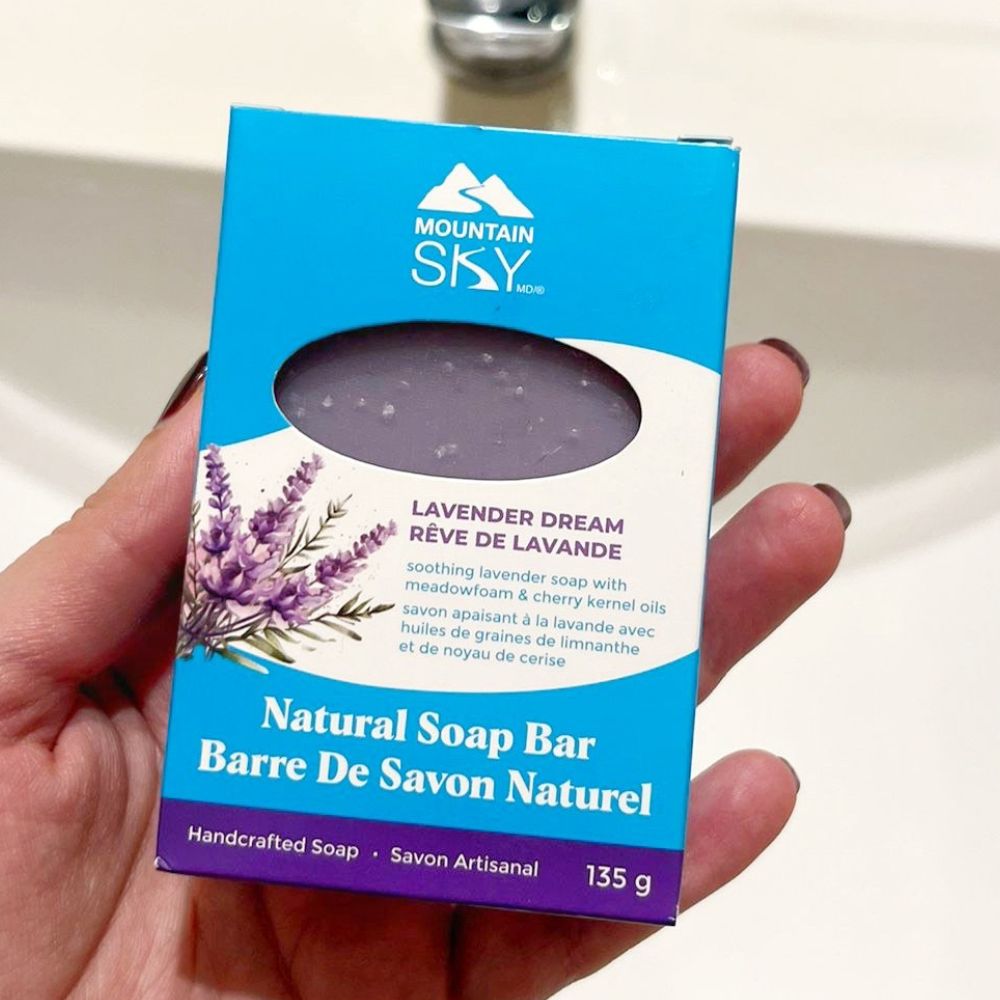 MOUNTAIN
SKY MD/®
LAVENDER DREAM
RÊVE DE LAVANDE
soothing lavender soap with
meadowfoam & cherry kernel oils
savon apaisant à la lavande avec
huiles de graines de limnanthe
et de noyau de cerise
Natural Soap Bar
Barre De Savon Naturel
Handcrafted Soap • Savon Artisanal 135 g